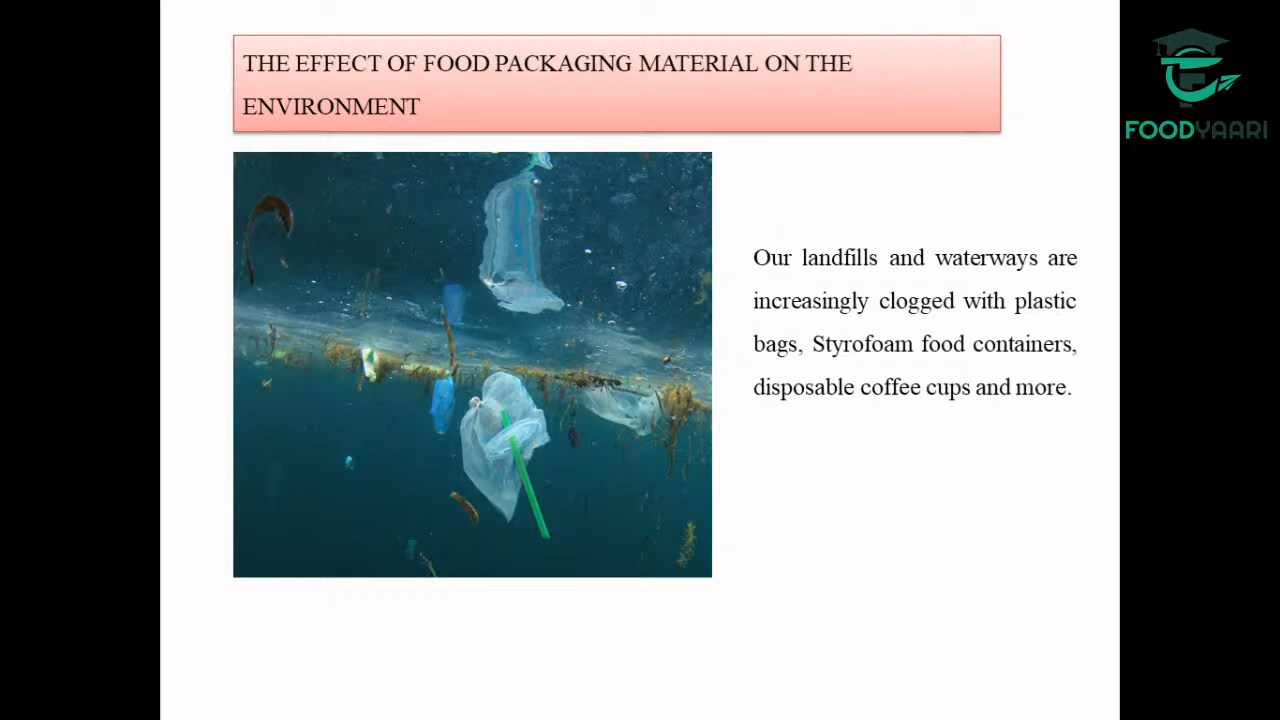 THE EFFECT OF FOOD PACKAGING MATERIAL ON THE
ENVIRONMENT
FOODYAARI
Our landfills and waterways are
increasingly clogged with plastic
bags, Styrofoam food containers,
disposable coffee cups and more.